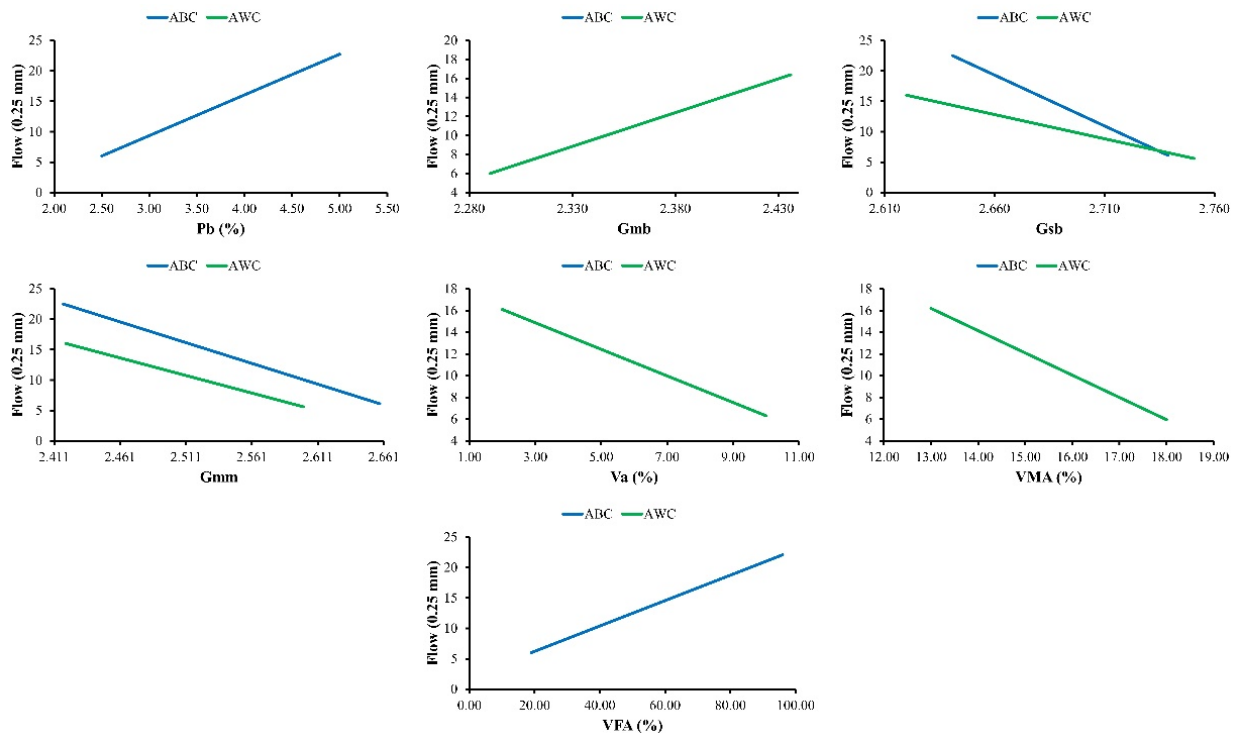 ABC AWC
25
20
15
10
5
0
Flow (0.25 mm)
2.00 2.50 3.00 3.50 4.00 4.50 5.00 5.50
Pb (%)
ABC AWC
20
18
16
14
12
10
8
6
4
Flow (0.25 mm)
2.280 2.330 2.380 2.430
Gmb
ABC AWC
25
20
15
10
5
0
Flow (0.25 mm)
2.610 2.660 2.710 2.760
Gsb
ABC AWC
25
20
15
10
5
0
Flow (0.25 mm)
2.411 2.461 2.511 2.561 2.611 2.661
Gmm
ABC AWC
18
16
14
12
10
8
6
4
Flow (0.25 mm)
1.00 3.00 5.00 7.00 9.00 11.00
Va (%)
ABC AWC
18
16
14
12
10
8
6
4
Flow (0.25 mm)
12.00 13.00 14.00 15.00 16.00 17.00 18.00 19.00
VMA (%)
ABC AWC
25
20
15
10
5
0
Flow (0.25 mm)
0.00 20.00 40.00 60.00 80.00 100.00
VFA (%)